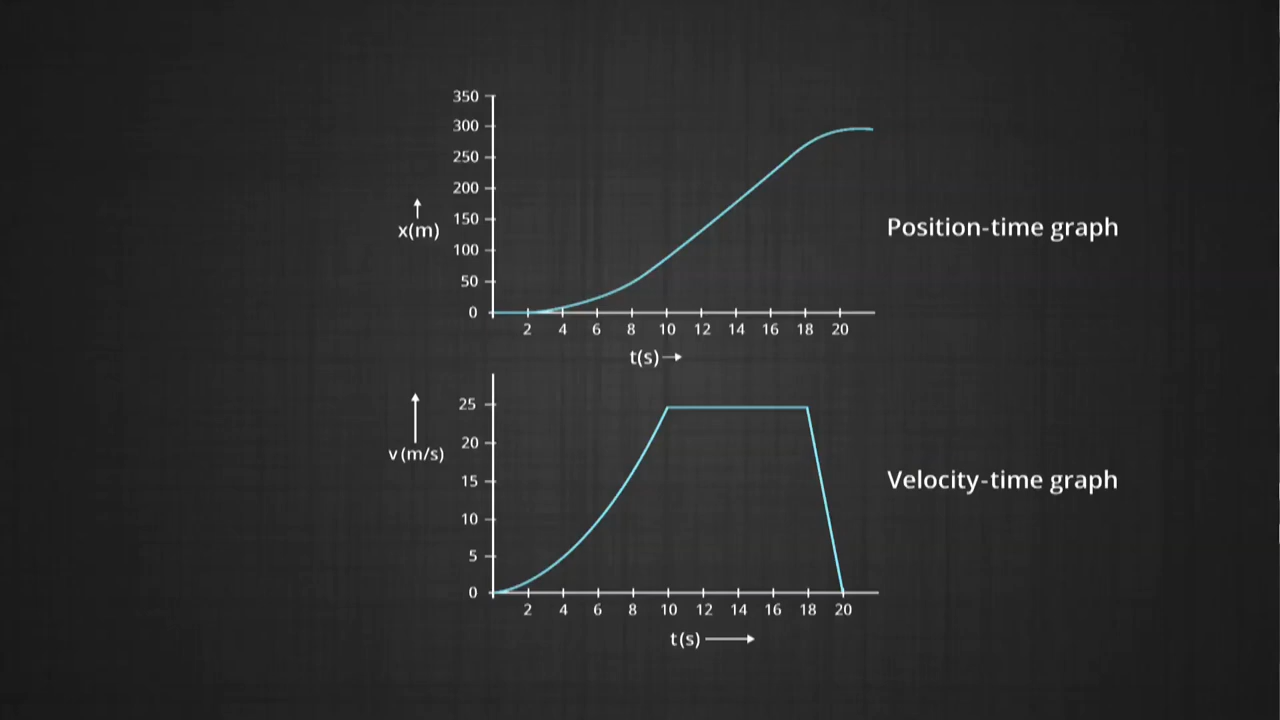 350
300
250
200
150
100
50
0
x(m)
2 4 6 8 10 12 14 16 18 20
t(s)
Position-time graph
25
20
15
10
5
0
v(m/s)
2 4 6 8 10 12 14 16 18 20
t(s)
Velocity-time graph